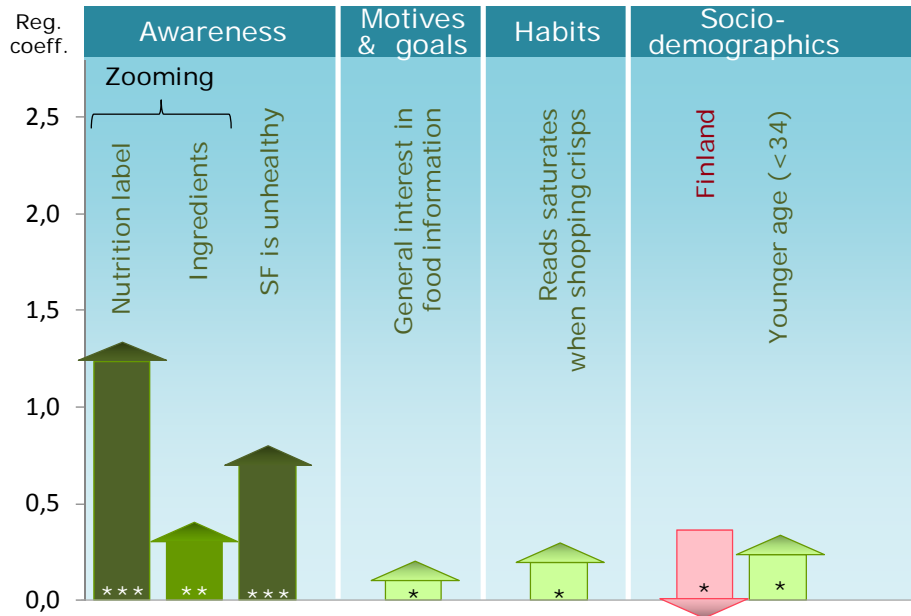 Reg.
coeff.
Awareness
Motives
& goals
Habits
Socio-
demographics
Zooming
Nutrition label
Ingredients
SF is unhealthy
General interest in
food information
Reads saturates
when shopping crisps
Finland
Younger age (<34)
2,5
2,0
1,5
1,0
0,5
0,0
***
**
***
*
*
*
*